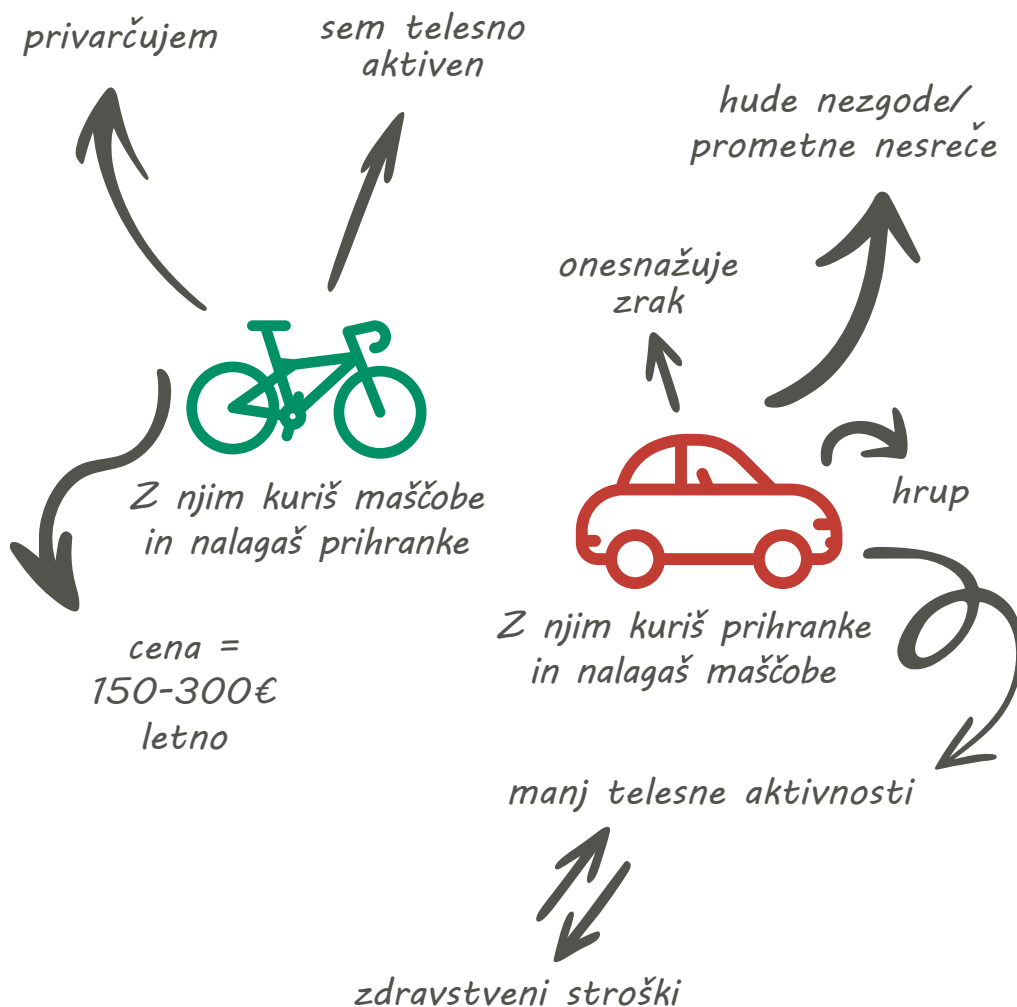 privarčujem
sem telesno
aktiven
hude nezgode/
prometne nesreče
onesnažuje
zrak
hrup
Z njim kuriš maščobe
in nalagaš prihranke
cena =
150-300€
letno
Z njim kuriš prihranke
in nalagaš maščobe
manj telesne aktivnosti
zdravstveni stroški